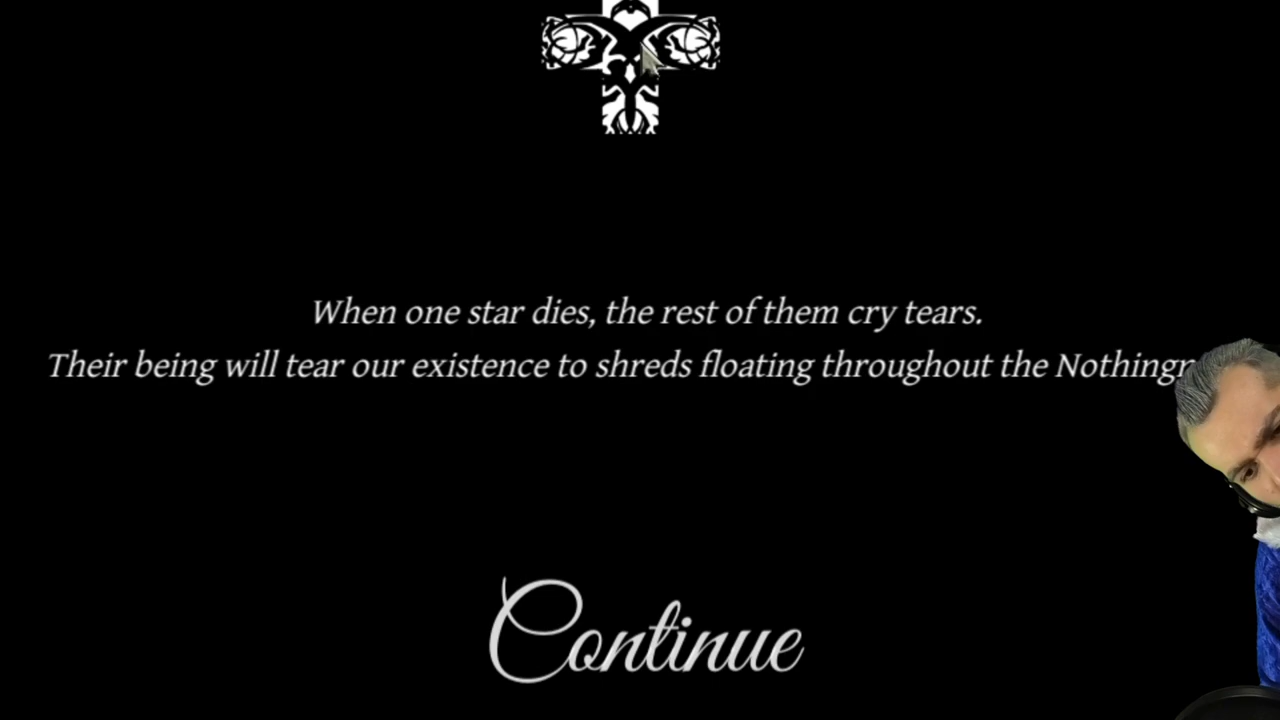 When one star dies, the rest of them cry tears.
Their being will tear our existence to shreds floating throughout the
Continue